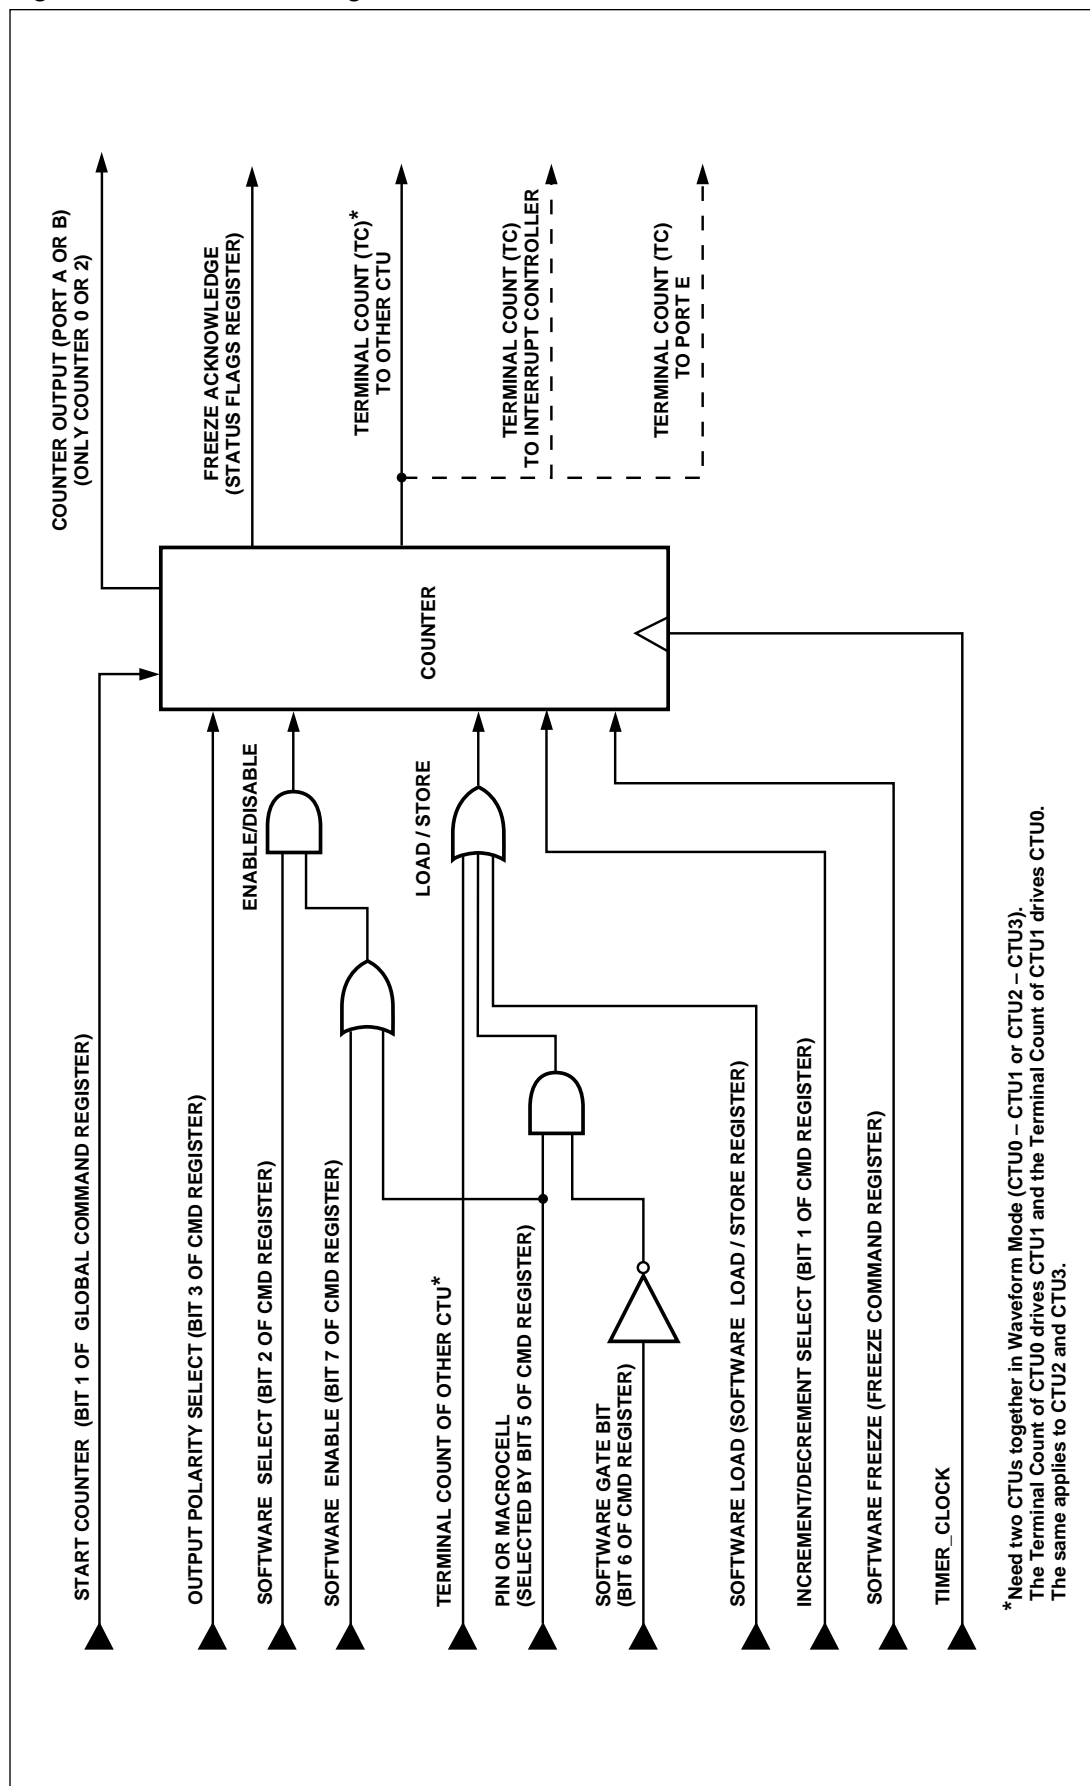 START COUNTER (BIT 1 OF GLOBAL COMMAND REGISTER)
OUTPUT POLARITY SELECT (BIT 3 OF CMD REGISTER)
SOFTWARE SELECT (BIT 2 OF CMD REGISTER)
SOFTWARE ENABLE (BIT 7 OF CMD REGISTER)
TERMINAL COUNT OF OTHER CTU*
PIN OR MACROCELL
(SELECTED BY BIT 5 OF CMD REGISTER)
SOFTWARE GATE BIT
(BIT 6 OF CMD REGISTER)
SOFTWARE LOAD (SOFTWARE LOAD / STORE REGISTER)
INCREMENT/DECREMENT SELECT (BIT 1 OF CMD REGISTER)
SOFTWARE FREEZE (FREEZE COMMAND REGISTER)
TIMER_CLOCK
ENABLE/DISABLE
LOAD / STORE
COUNTER
COUNTER OUTPUT (PORT A OR B)
(ONLY COUNTER 0 OR 2)
FREEZE ACKNOWLEDGE
(STATUS FLAGS REGISTER)
TERMINAL COUNT (TC)*
TO OTHER CTU
TERMINAL COUNT (TC)
TO INTERRUPT CONTROLLER
TERMINAL COUNT (TC)
TO PORT E
*Need two CTUs together in Waveform Mode (CTU0 – CTU1 or CTU2 – CTU3).
The Terminal Count of CTU0 drives CTU1 and the Terminal Count of CTU1 drives CTU0.
The same applies to CTU2 and CTU3.